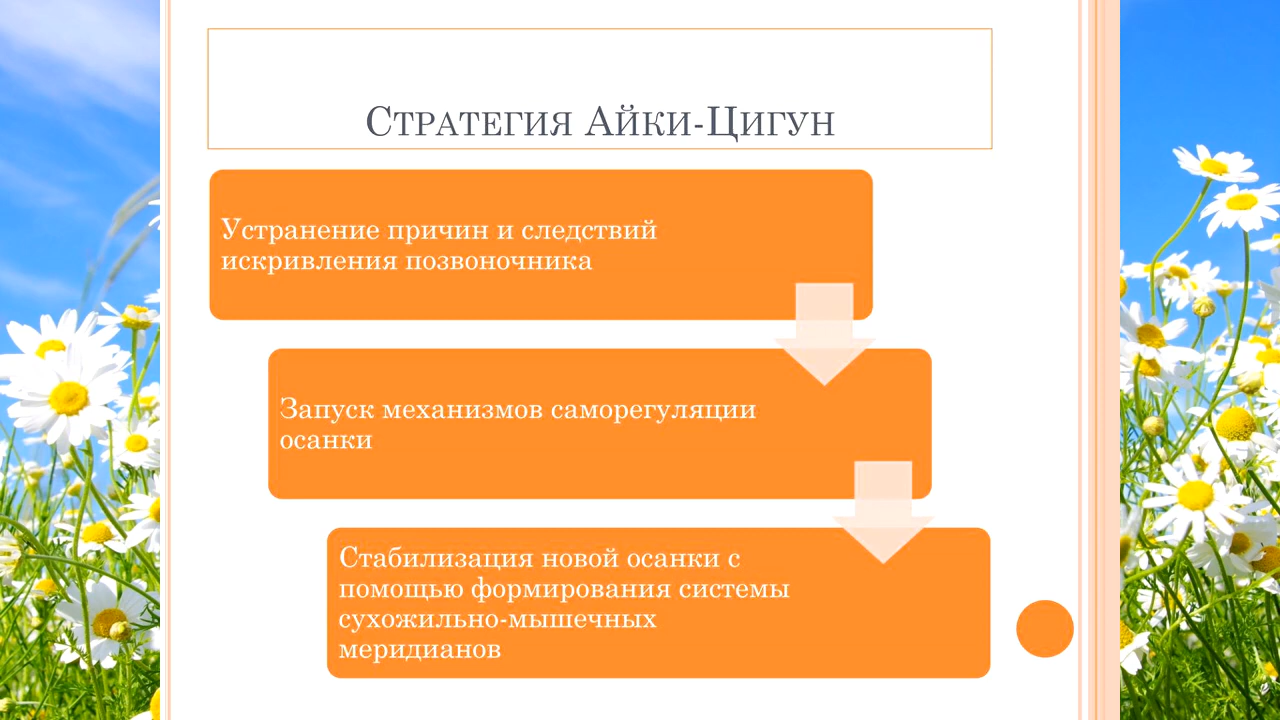 Стратегия Айки-Цигун
Устранение причин и следствий
искривления позвоночника
Запуск механизмов саморегуляции
осанки
Стабилизация новой осанки с
помощью формирования системы
сухожильно-мышечных
меридианов